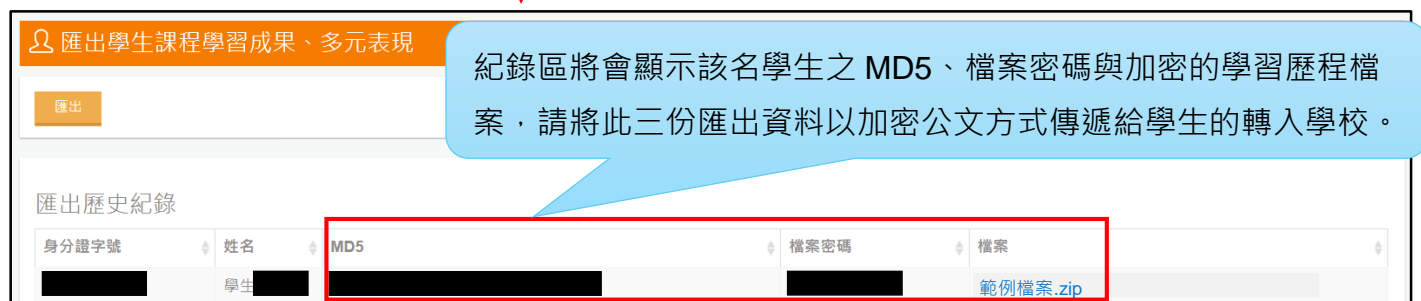 匯出學生課程學習成果、多元表現
紀錄區將會顯示該名學生之 MD5、檔案密碼與加密的學習歷程檔
案，請將此三份匯出資料以加密公文方式傳遞給學生的轉入學校。
匯出
匯出歷史紀錄
身分證字號 姓名 MD5 檔案密碼 檔案
學生 範例檔案.zip